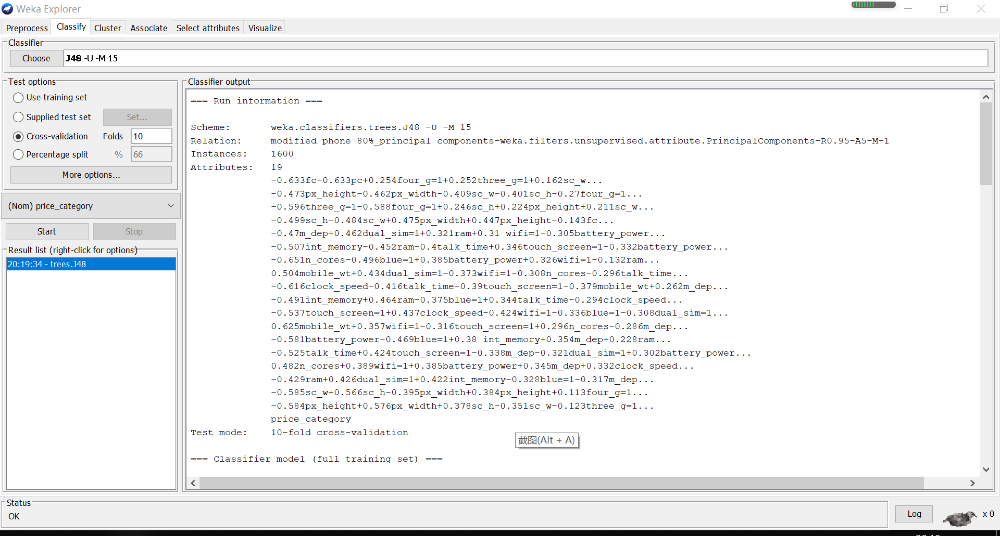 Weka Explorer
Preprocess Classify Cluster Associate Select attributes Visualize
Classifier
Choose J48 -U -M 15
Test options
Use training set
Supplied test set Set...
Cross-validation Folds 10
Percentage split % 66
More options...
(Nom) price_category
Start Stop
Result list (right-click for options)
20:19:34 - trees.J48
Classifier output
=== Run information ===
Scheme: weka.classifiers.trees.J48 -U -M 15
Relation: modified phone 80%_principal components-weka.filters.unsupervised.attribute.PrincipalComponents-R0.95-A5-M-1
Instances: 1600
Attributes: 19
-0.633fc-0.633pc+0.254four_g=1+0.252three_g=1+0.162sc_w...
-0.473px_height-0.462px_width-0.409sc_w-0.401sc_h-0.27four_g=1...
-0.596three_g=1-0.588four_g=1+0.246sc_h+0.224px_height+0.211sc_w...
-0.499sc_h-0.484sc_w+0.475px_width+0.447px_height-0.143fc...
-0.47m_dep+0.462dual_sim=1+0.321ram+0.31 wifi=1-0.305battery_power...
-0.507int_memory-0.452ram-0.4talk_time+0.346touch_screen=1-0.332battery_power...
-0.651n_cores-0.496blue=1+0.385battery_power+0.326wifi=1-0.132ram...
0.504mobile_wt+0.434dual_sim=1-0.373wifi=1-0.308n_cores-0.296talk_time...
-0.616clock_speed-0.416talk_time-0.39touch_screen=1-0.379mobile_wt+0.262m_dep...
-0.491int_memory+0.464ram-0.375blue=1+0.344talk_time-0.294clock_speed...
-0.537touch_screen=1+0.437clock_speed-0.424wifi=1-0.336blue=1-0.308dual_sim=1...
0.625mobile_wt+0.357wifi=1-0.316touch_screen=1+0.296n_cores-0.286m_dep...
-0.581battery_power-0.469blue=1+0.38 int_memory+0.354m_dep+0.228ram...
-0.525talk_time+0.424touch_screen=1-0.338m_dep-0.321dual_sim=1+0.302battery_power...
0.482n_cores+0.389wifi=1+0.385battery_power+0.345m_dep+0.332clock_speed...
-0.429ram+0.426dual_sim=1+0.422int_memory-0.328blue=1-0.317m_dep...
-0.585sc_w+0.566sc_h-0.395px_width+0.384px_height+0.113four_g=1...
-0.584px_height+0.576px_width+0.378sc_h-0.351sc_w-0.123three_g=1...
price_category
Test mode: 10-fold cross-validation
截图(Alt + A)
=== Classifier model (full training set) ===
Status
OK
Log x 0